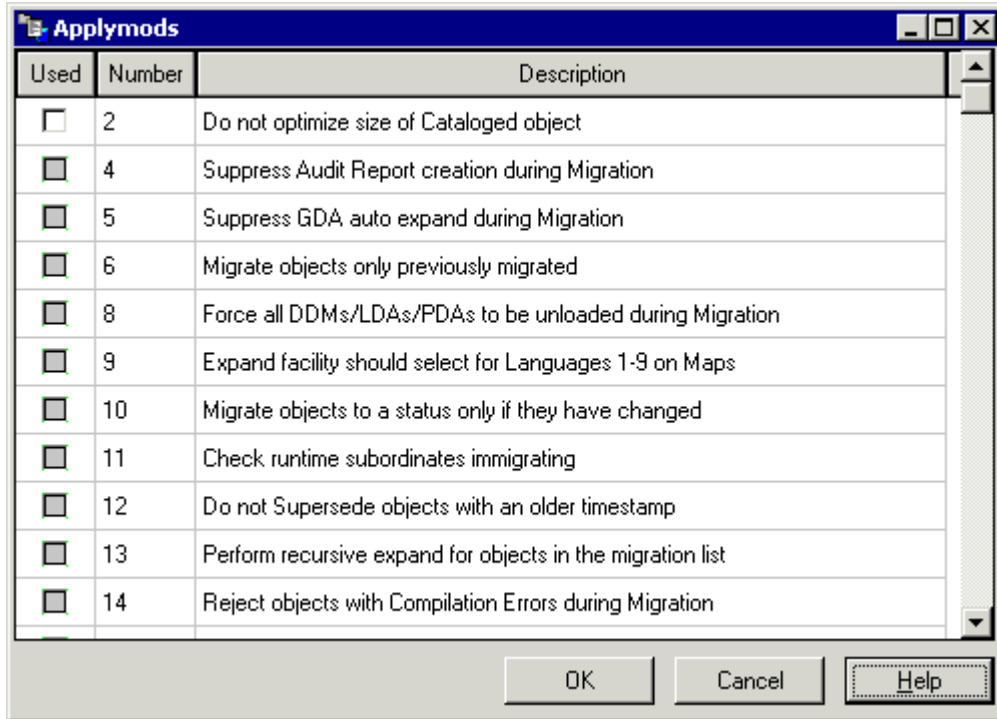 Applymods
Used Number Description
2 Do not optimize size of Cataloged object
4 Suppress Audit Report creation during Migration
5 Suppress GDA auto expand during Migration
6 Migrate objects only previously migrated
8 Force all DDMs/LDAs/PDAs to be unloaded during Migration
9 Expand facility should select for Languages 1-9 on Maps
10 Migrate objects to a status only if they have changed
11 Check runtime subordinates immigrating
12 Do not Supersede objects with an older timestamp
13 Perform recursive expand for objects in the migration list
14 Reject objects with Compilation Errors during Migration
OK Cancel Help